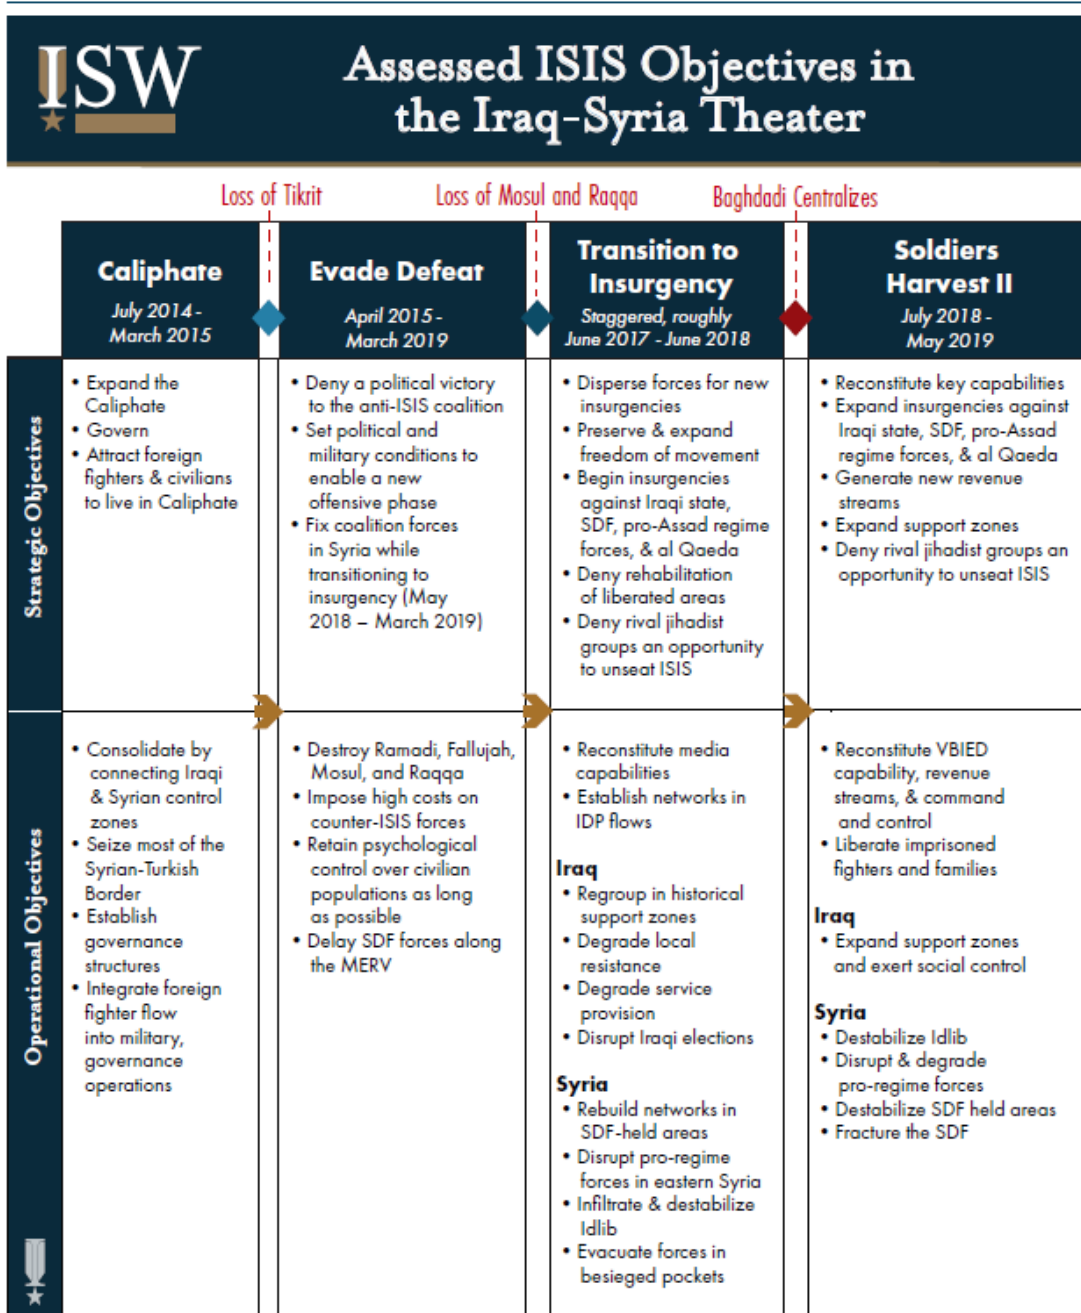 ISW
Assessed ISIS Objectives in
the Iraq-Syria Theater
Loss of Tikrit
Loss of Mosul and Raqqa
Baghdadi Centralizes
Caliphate
July 2014 -
March 2015
Evade Defeat
April 2015 -
March 2019
Transition to
Insurgency
Staggered, roughly
June 2017 - June 2018
Soldiers
Harvest II
July 2018 -
May 2019
Strategic Objectives
• Expand the
Caliphate
• Govern
• Attract foreign
fighters & civilians
to live in Caliphate
• Deny a political victory
to the anti-ISIS coalition
• Set political and
military conditions to
enable a new
offensive phase
• Fix coalition forces
in Syria while
transitioning to
insurgency (May
2018 – March 2019)
• Disperse forces for new
insurgencies
• Preserve & expand
freedom of movement
• Begin insurgencies
against Iraqi state,
SDF, pro-Assad regime
forces, & al Qaeda
• Deny rehabilitation
of liberated areas
• Deny rival jihadist
groups an opportunity
to unseat ISIS
• Reconstitute key capabilities
• Expand insurgencies against
Iraqi state, SDF, pro-Assad
regime forces, & al Qaeda
• Generate new revenue
streams
• Expand support zones
• Deny rival jihadist groups an
opportunity to unseat ISIS
Operational Objectives
• Consolidate by
connecting Iraqi
& Syrian control
zones
• Seize most of the
Syrian-Turkish
Border
• Establish
governance
structures
• Integrate foreign
fighter flow
into military,
governance
operations
• Destroy Ramadi, Fallujah,
Mosul, and Raqqa
• Impose high costs on
counter-ISIS forces
• Retain psychological
control over civilian
populations as long
as possible
• Delay SDF forces along
the MERV
• Reconstitute media
capabilities
• Establish networks in
IDP flows
Iraq
• Regroup in historical
support zones
• Degrade local
resistance
• Degrade service
provision
• Disrupt Iraqi elections
Syria
• Rebuild networks in
SDF-held areas
• Disrupt pro-regime
forces in eastern Syria
• Infiltrate & destabilize
Idlib
• Evacuate forces in
besieged pockets
• Reconstitute VBIED
capability, revenue
streams, & command
and control
• Liberate imprisoned
fighters and families
Iraq
• Expand support zones
and exert social control
Syria
• Destabilize Idlib
• Disrupt & degrade
pro-regime forces
• Destabilize SDF held areas
• Fracture the SDF